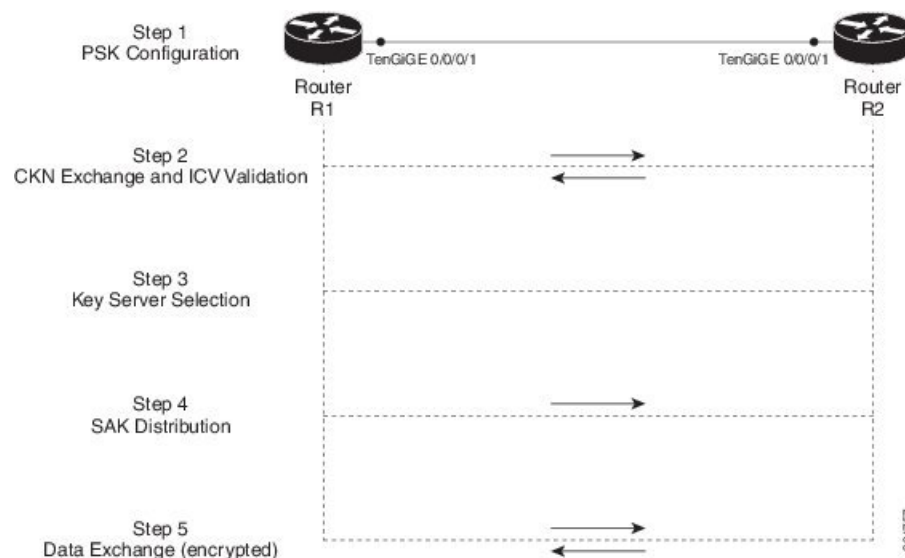 Step 1
PSK Configuration
TenGiGE 0/0/0/1
TenGiGE 0/0/0/1
Router
R1
Router
R2
Step 2
CKN Exchange and ICV Validation
Step 3
Key Server Selection
Step 4
SAK Distribution
Step 5
Data Exchange (encrypted)